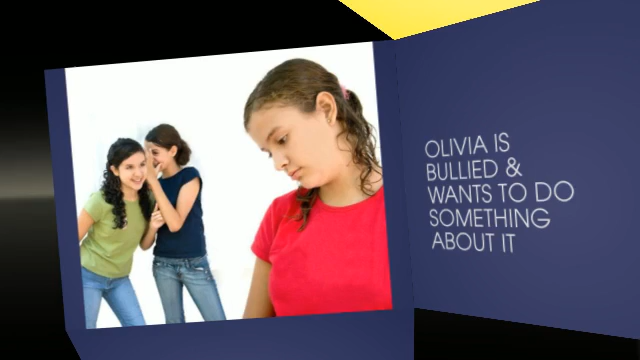 OLIVIA IS
BULLIED &
WANTS TO DO
SOMETHING
ABOUT IT